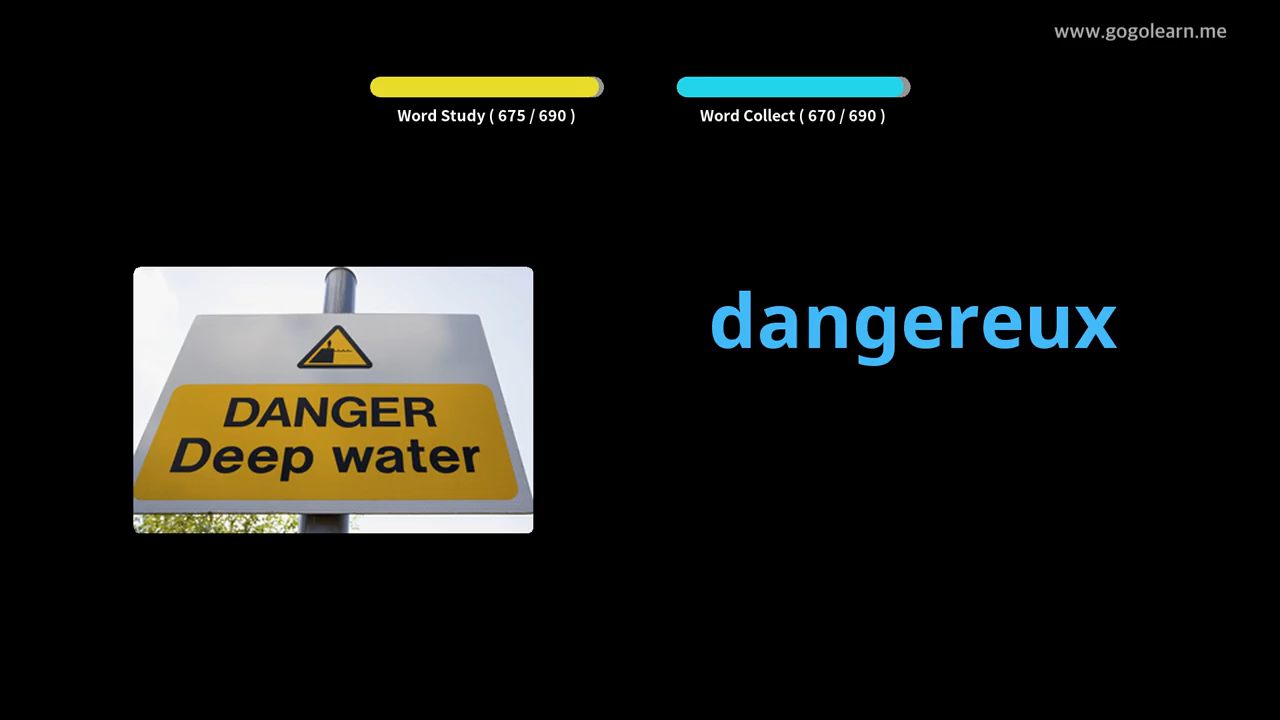 www.gogolearn.me
Word Study ( 675 / 690 )
Word Collect ( 670 / 690 )
DANGER
Deep water
dangereux